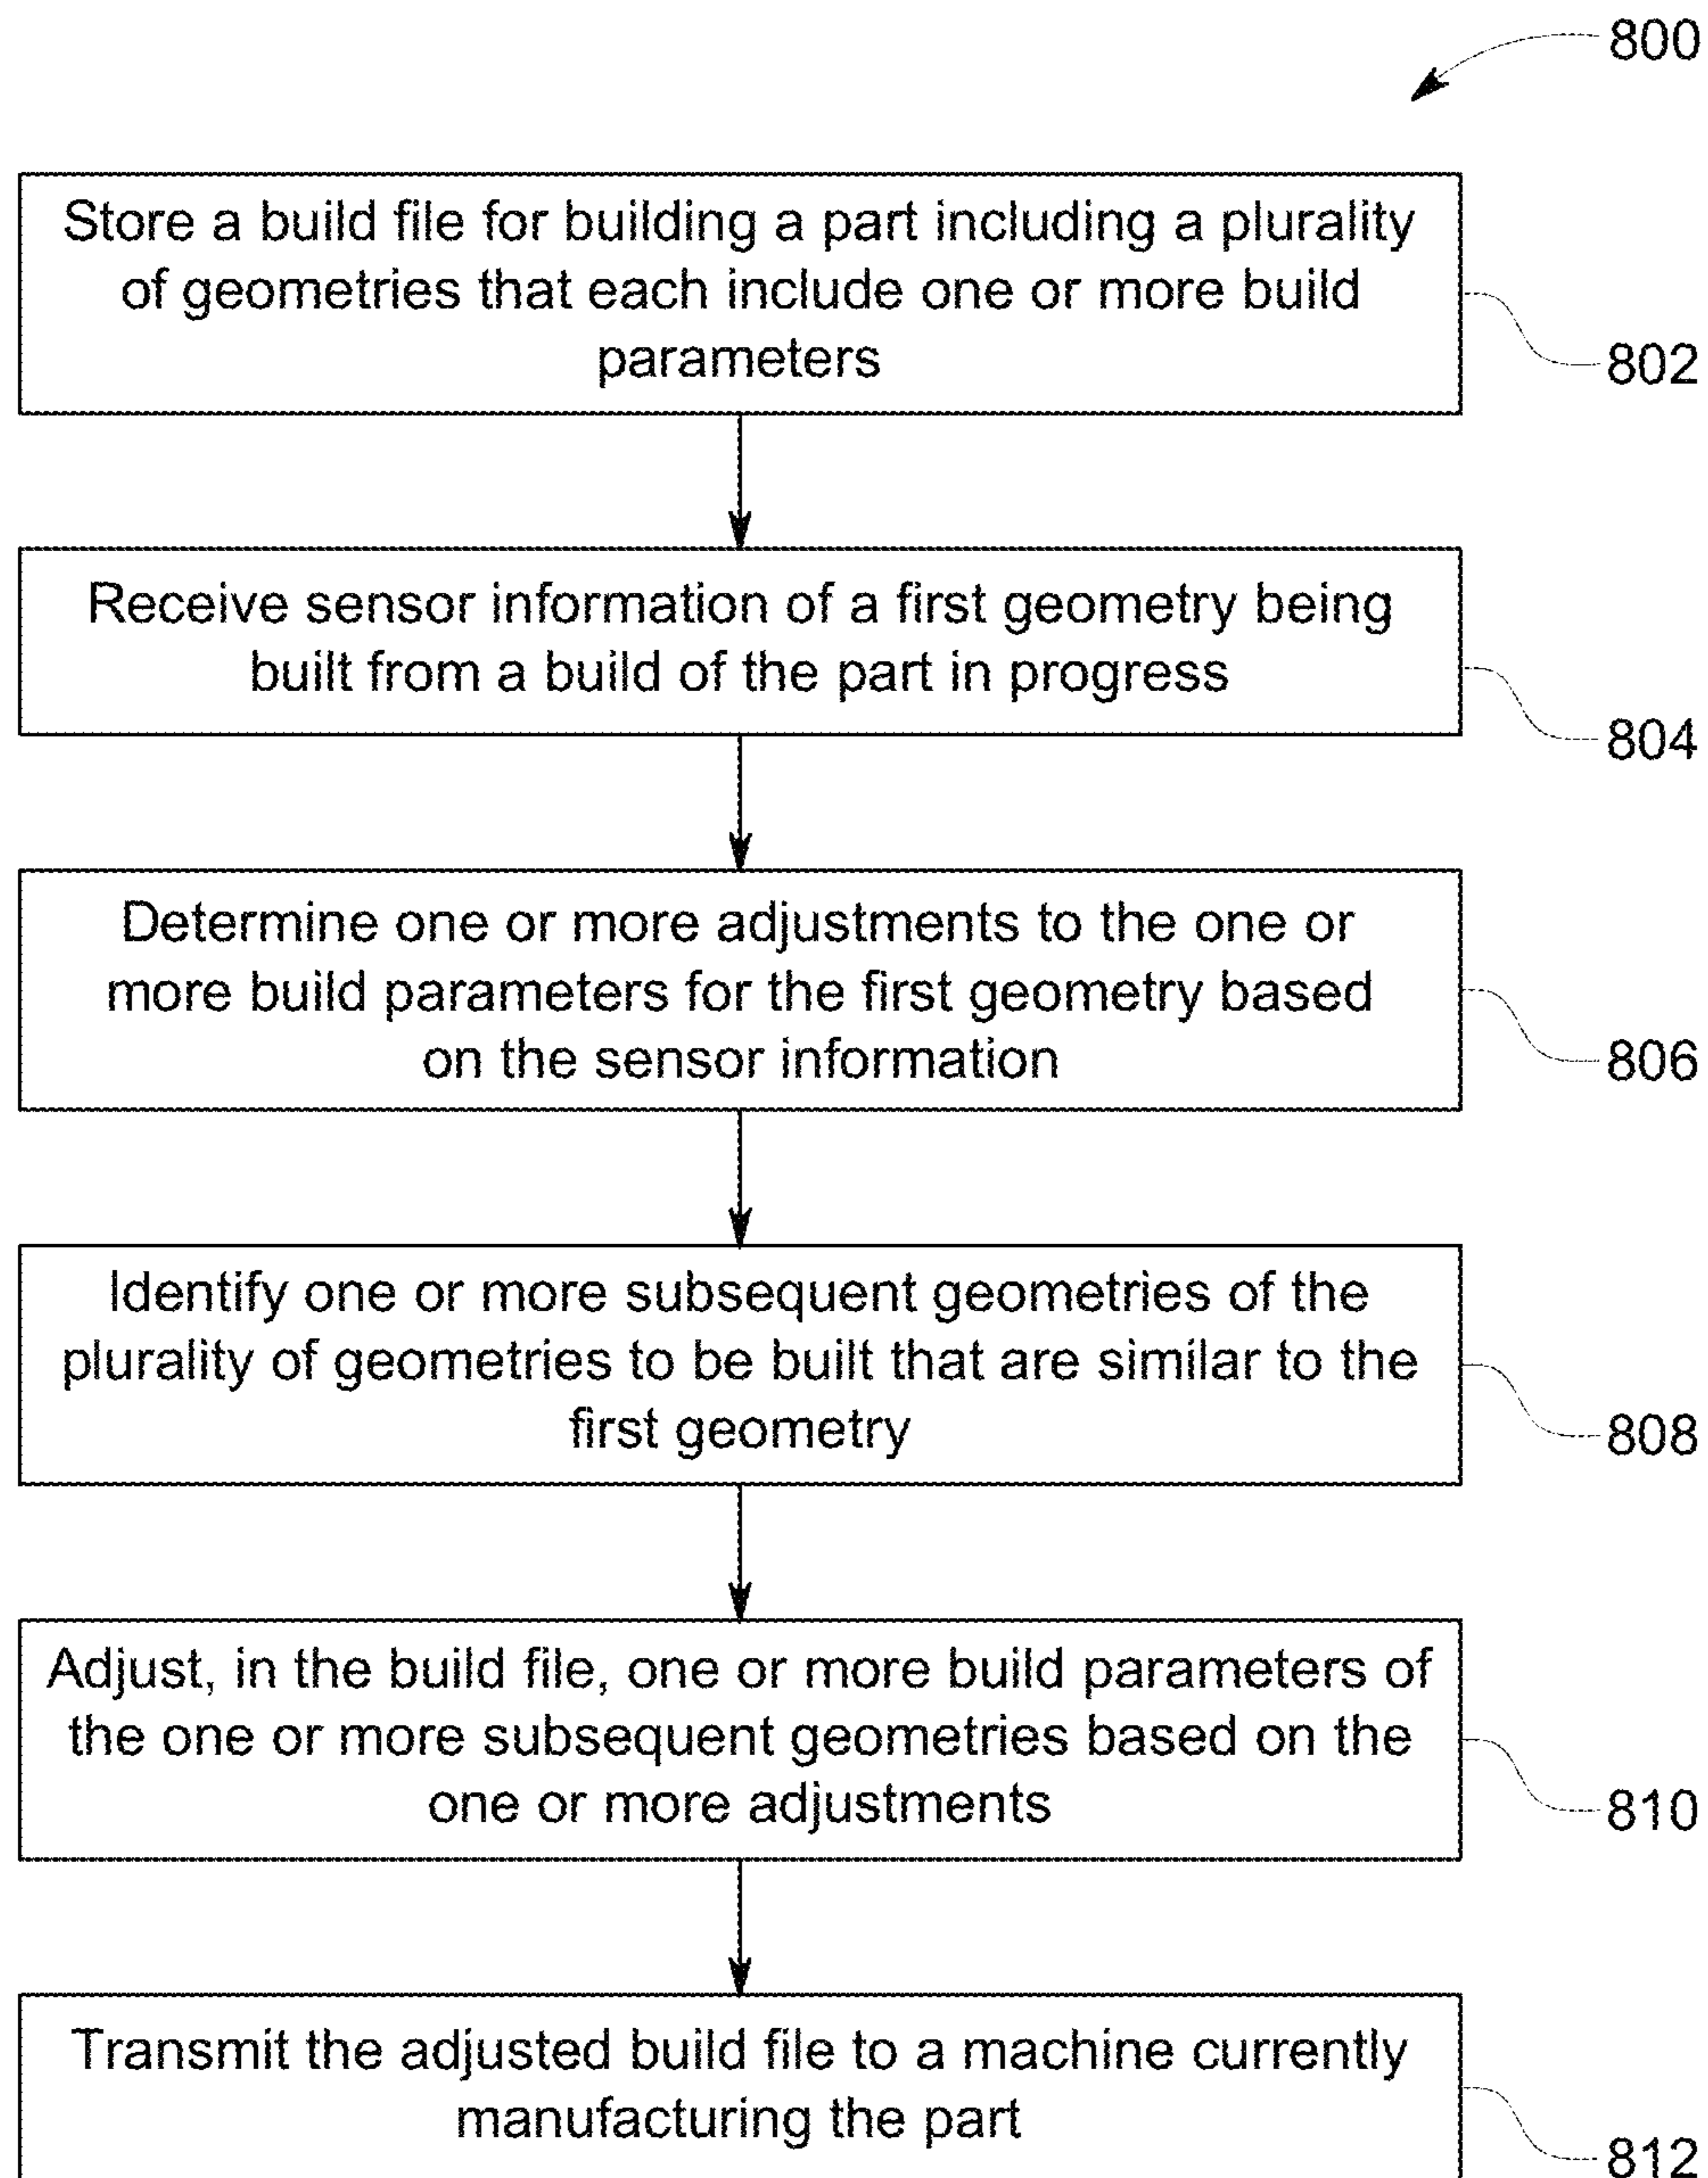 800
Store a build file for building a part including a plurality
of geometries that each include one or more build
parameters
802
Receive sensor information of a first geometry being
built from a build of the part in progress
804
Determine one or more adjustments to the one or
more build parameters for the first geometry based
on the sensor information
806
Identify one or more subsequent geometries of the
plurality of geometries to be built that are similar to the
first geometry
808
Adjust, in the build file, one or more build parameters of
the one or more subsequent geometries based on the
one or more adjustments
810
Transmit the adjusted build file to a machine currently
manufacturing the part
812